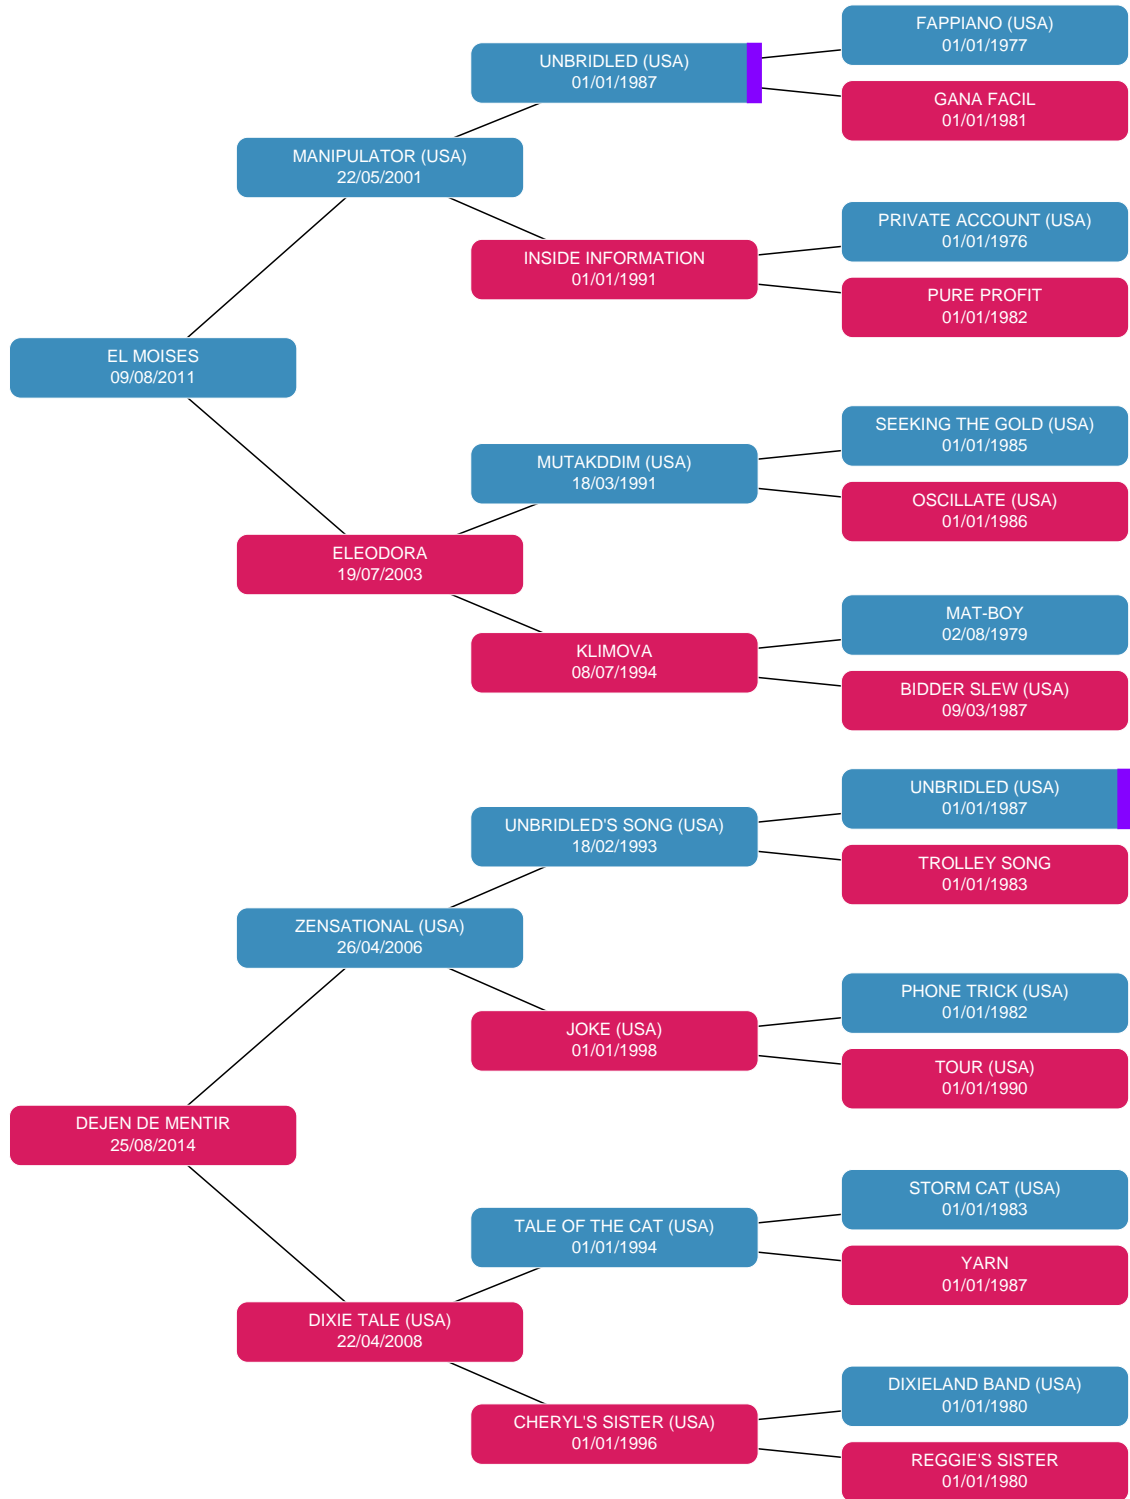 FAPPIANO (USA)
01/01/1977
UNBRIDLED (USA)
01/01/1987
GANA FACIL
01/01/1981
MANIPULATOR (USA)
22/05/2001
PRIVATE ACCOUNT (USA)
01/01/1976
INSIDE INFORMATION
01/01/1991
PURE PROFIT
01/01/1982
EL MOISES
09/08/2011
SEEKING THE GOLD (USA)
01/01/1985
MUTAKDDIM (USA)
18/03/1991
OSCILLATE (USA)
01/01/1986
ELEODORA
19/07/2003
MAT-BOY
02/08/1979
KLIMOVA
08/07/1994
BIDDER SLEW (USA)
09/03/1987
UNBRIDLED (USA)
01/01/1987
UNBRIDLED'S SONG (USA)
18/02/1993
TROLLEY SONG
01/01/1983
ZENSATIONAL (USA)
26/04/2006
PHONE TRICK (USA)
01/01/1982
JOKE (USA)
01/01/1998
TOUR (USA)
01/01/1990
DEJEN DE MENTIR
25/08/2014
STORM CAT (USA)
01/01/1983
TALE OF THE CAT (USA)
01/01/1994
YARN
01/01/1987
DIXIE TALE (USA)
22/04/2008
DIXIELAND BAND (USA)
01/01/1980
CHERYL'S SISTER (USA)
01/01/1996
REGGIE'S SISTER
01/01/1980